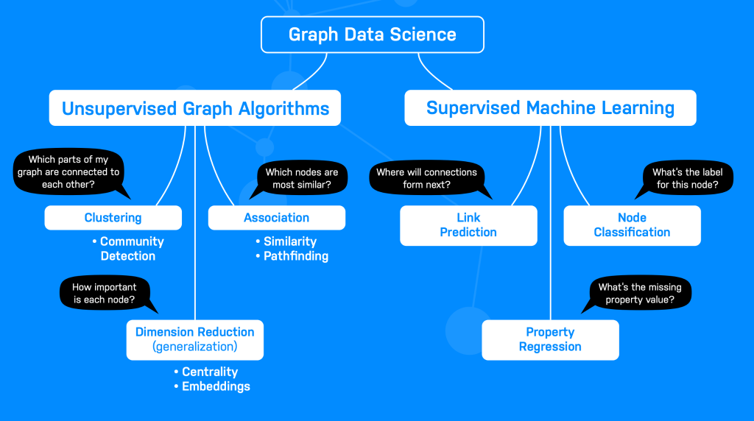 Graph Data Science
Unsupervised Graph Algorithms
Supervised Machine Learning
Which parts of my
graph are connected to
each other?
Which nodes are
most similar?
Where will connections
form next?
What's the label
for this node?
Clustering
• Community
Detection
Association
• Similarity
• Pathfinding
Link
Prediction
Node
Classification
How important
is each node?
What's the missing
property value?
Dimension Reduction
(generalization)
• Centrality
• Embeddings
Property
Regression